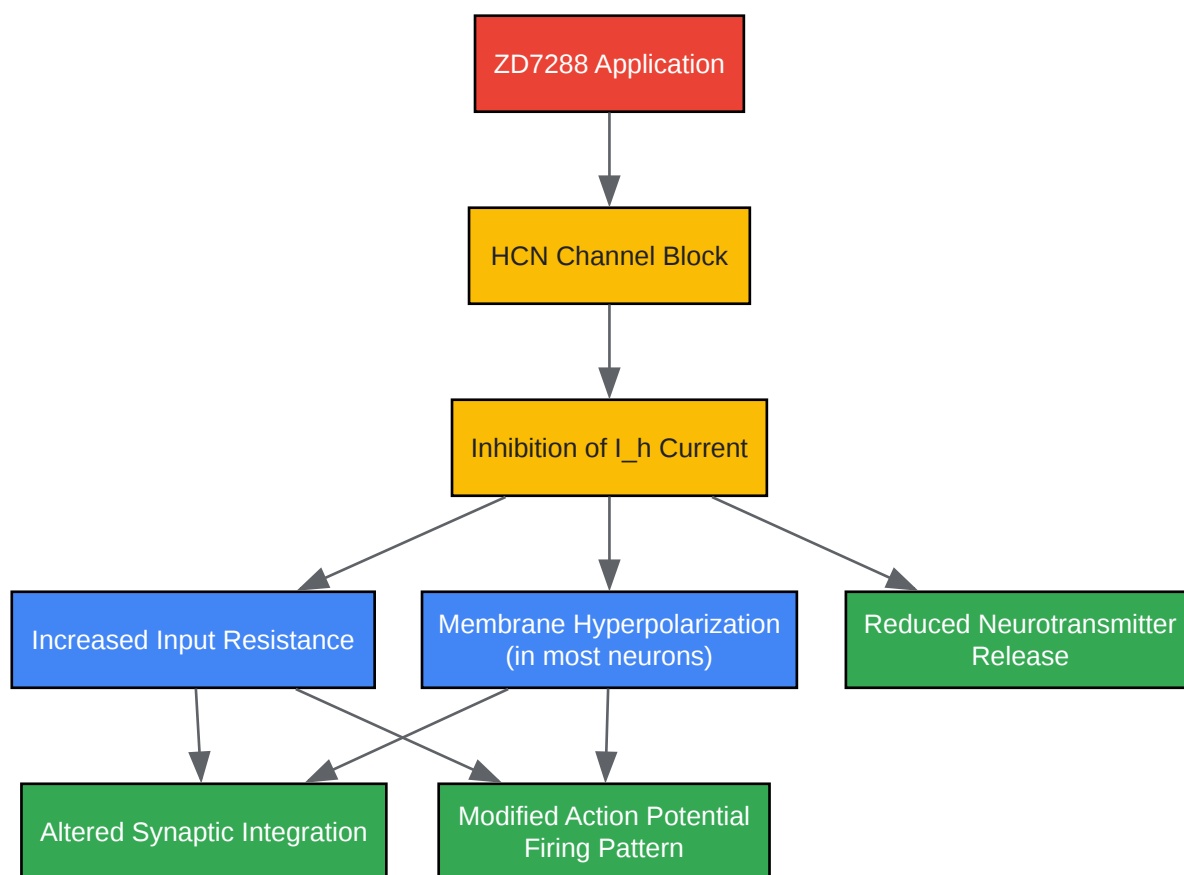 ZD7288 Application
HCN Channel Block
Inhibition of I_h Current
Increased Input Resistance
Membrane Hyperpolarization
(in most neurons)
Reduced Neurotransmitter
Release
Altered Synaptic Integration
Modified Action Potential
Firing Pattern